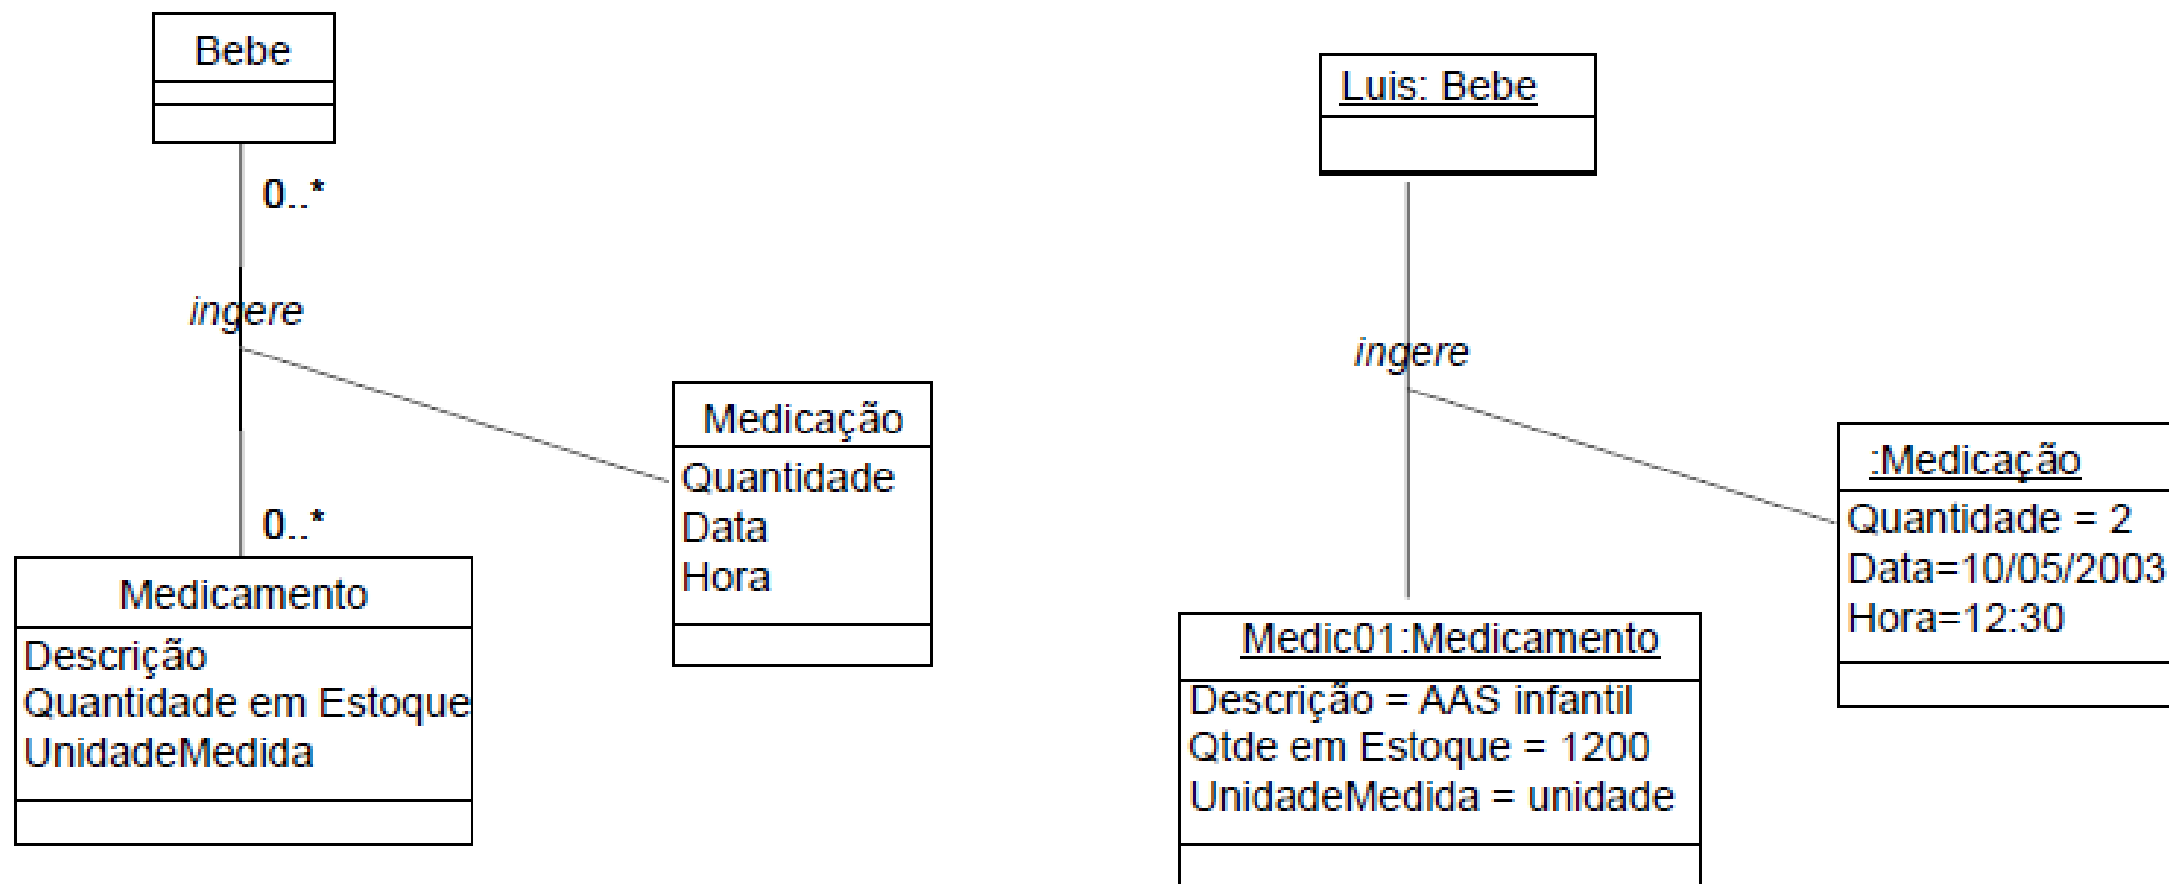 Bebe
0..*
ingere
0..*
Medicamento
Descrição
Quantidade em Estoque
UnidadeMedida
Medicação
Quantidade
Data
Hora
Luis: Bebe
ingere
Medic01:Medicamento
Descrição = AAS infantil
Qtde em Estoque = 1200
UnidadeMedida = unidade
:Medicação
Quantidade = 2
Data=10/05/2003
Hora=12:30